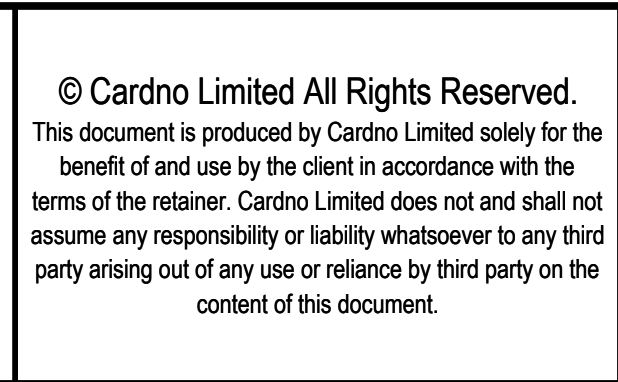 © Cardno Limited All Rights Reserved.
This document is produced by Cardno Limited solely for the
benefit of and use by the client in accordance with the
terms of the retainer. Cardno Limited does not and shall not
assume any responsibility or liability whatsoever to any third
party arising out of any use or reliance by third party on the
content of this document.